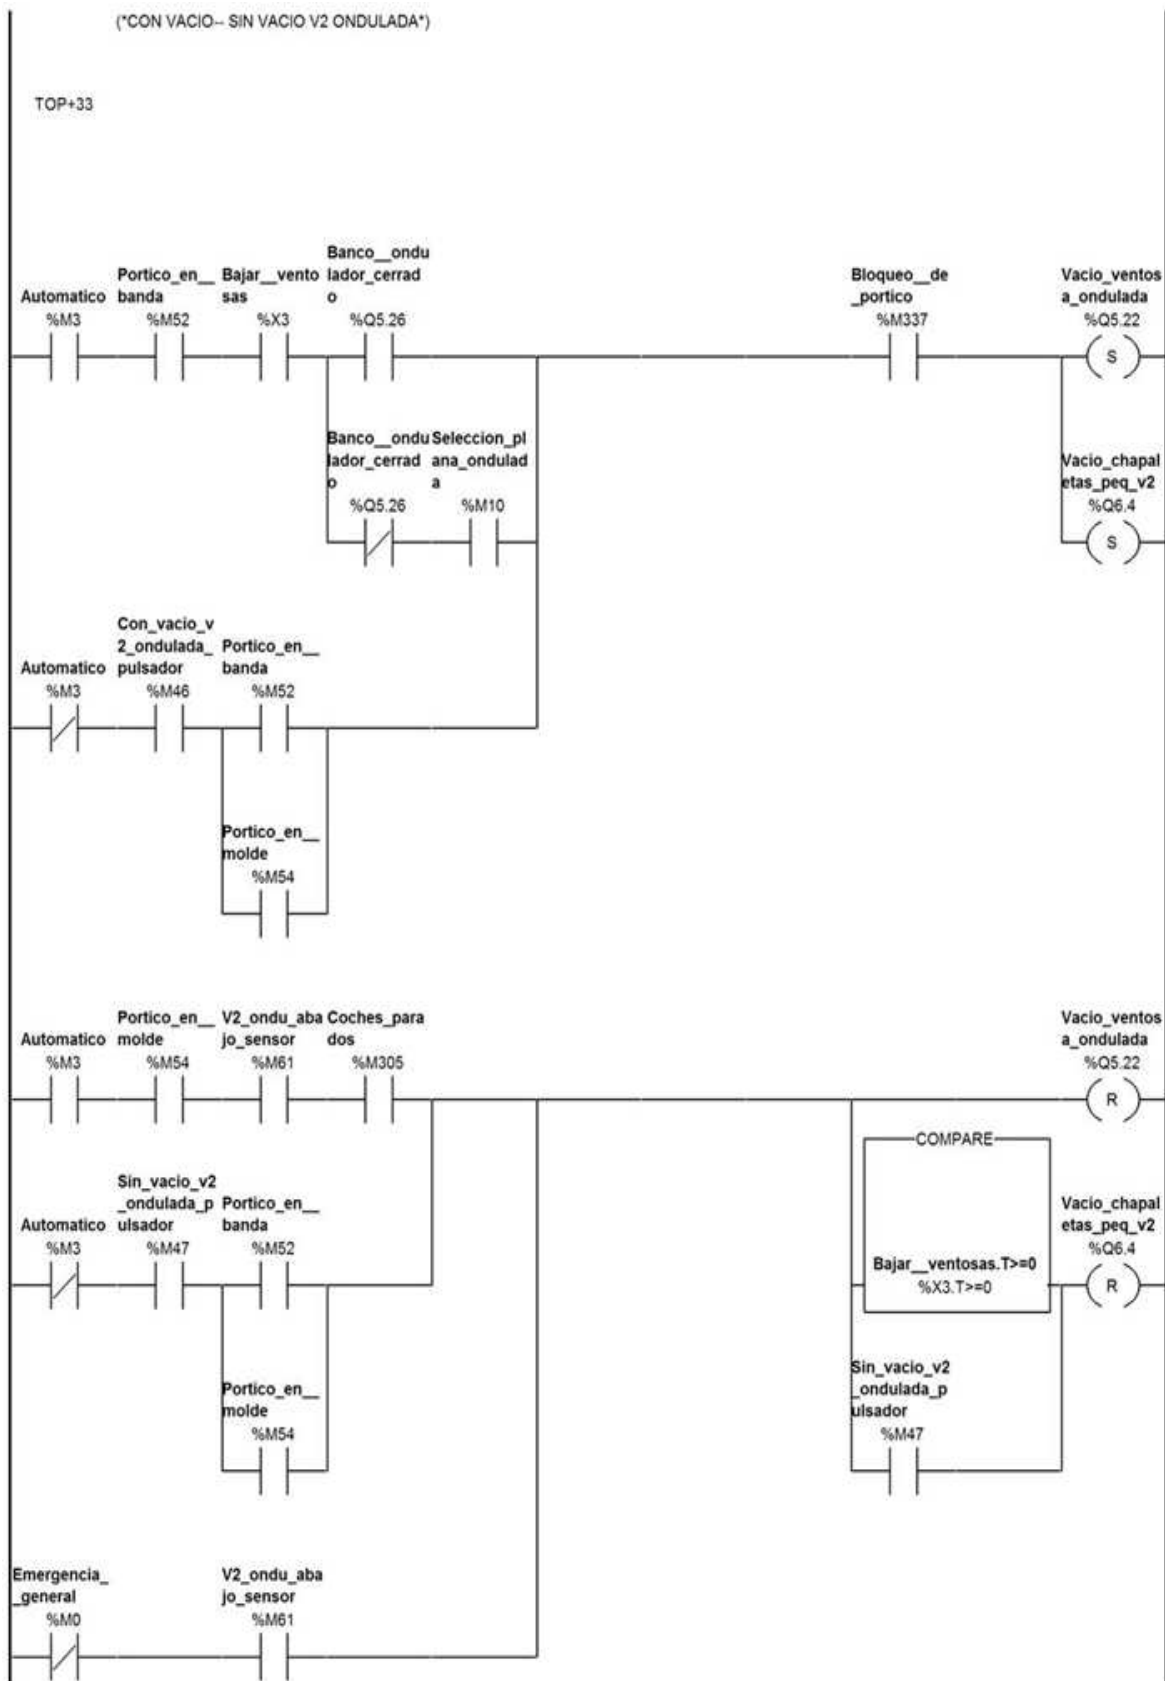 (*CON VACIO-- SIN VACIO V2 ONDULADA*)
TOP+33
Automatico
%M3
Portico_en__
banda
%M52
Bajar__vento
sas
%X3
Banco__ondu
lador_cerrad
o
%Q5.26
Bloqueo__de
_portico
%M337
Vacio_ventos
a_ondulada
%Q5.22
S
Banco__ondu
lador_cerrad
o
%Q5.26
Seleccion_pl
ana_ondulad
a
%M10
Vacio_chapal
etas_peq_v2
%Q6.4
S
Automatico
%M3
Con_vacio_v
2_ondulada_
pulsador
%M46
Portico_en__
banda
%M52
Portico_en__
molde
%M54
Automatico
%M3
Portico_en__
molde
%M54
V2_ondu_aba
jo_sensor
%M61
Coches_para
dos
%M305
Vacio_ventos
a_ondulada
%Q5.22
R
COMPARE
Bajar__ventosas.T>=0
%X3.T>=0
Automatico
%M3
Sin_vacio_v2
_ondulada_p
ulsador
%M47
Portico_en__
banda
%M52
Vacio_chapal
etas_peq_v2
%Q6.4
R
Portico_en__
molde
%M54
Sin_vacio_v2
_ondulada_p
ulsador
%M47
Emergencia_
_general
%M0
V2_ondu_aba
jo_sensor
%M61